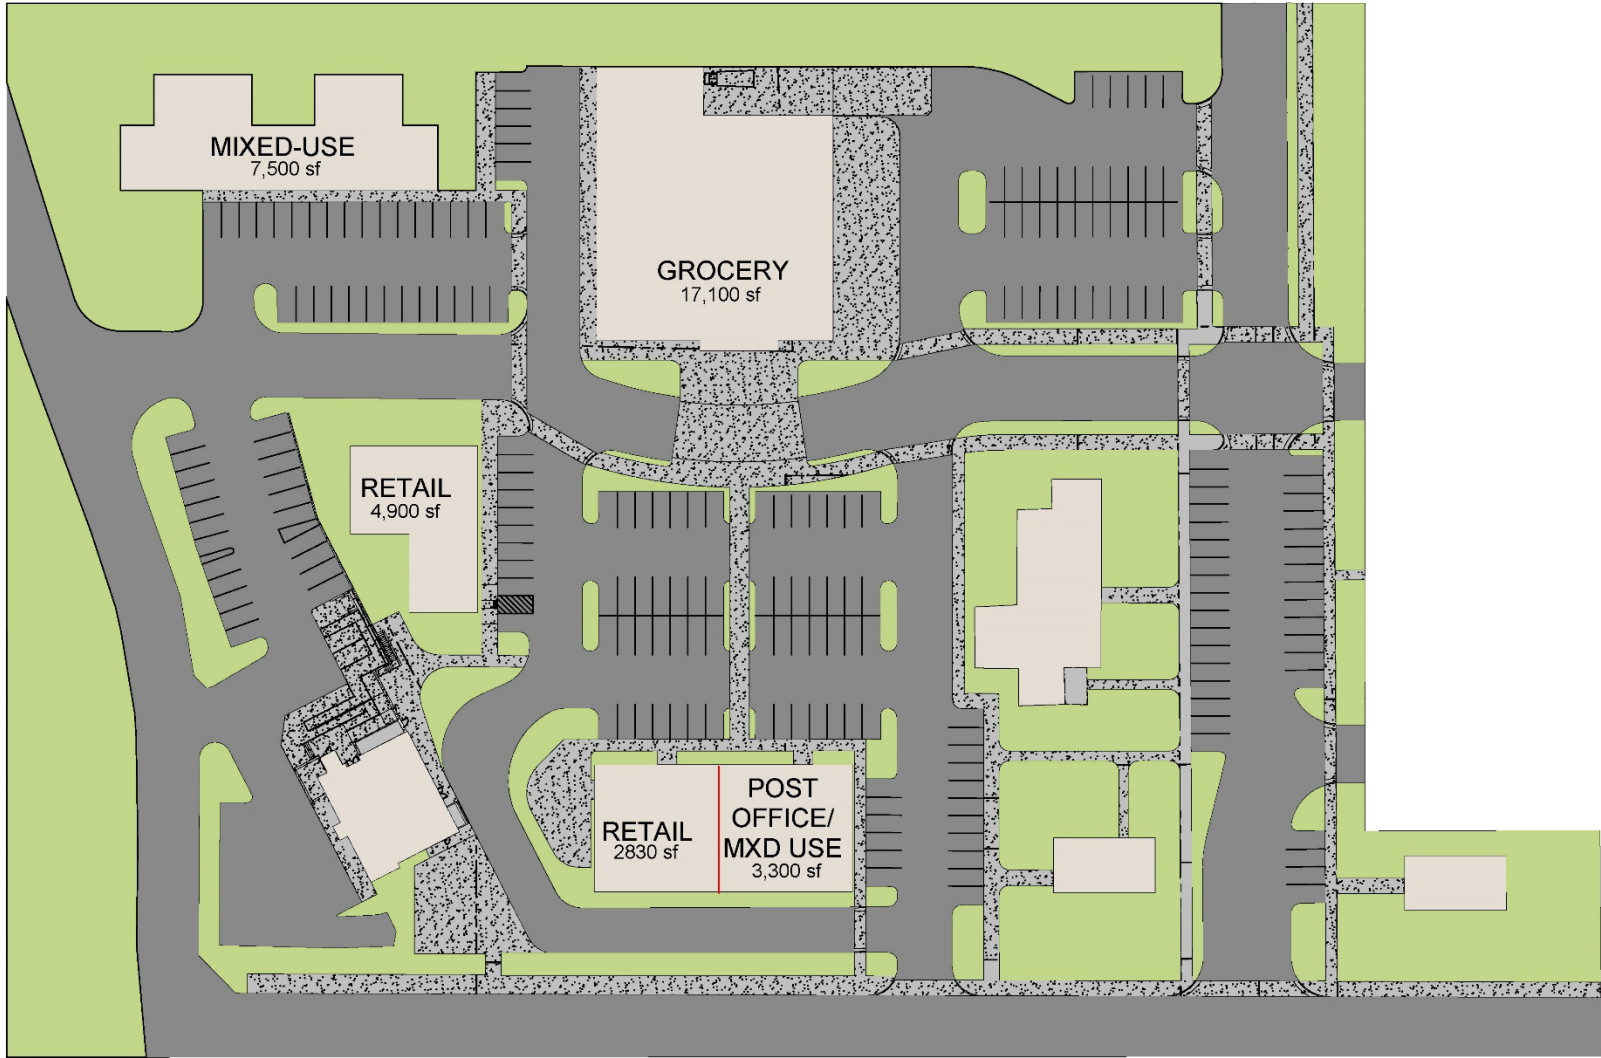 MIXED-USE
7,500 sf
GROCERY
17,100 sf
RETAIL
4,900 sf
RETAIL
2830 sf
POST
OFFICE/
MXD USE
3,300 sf